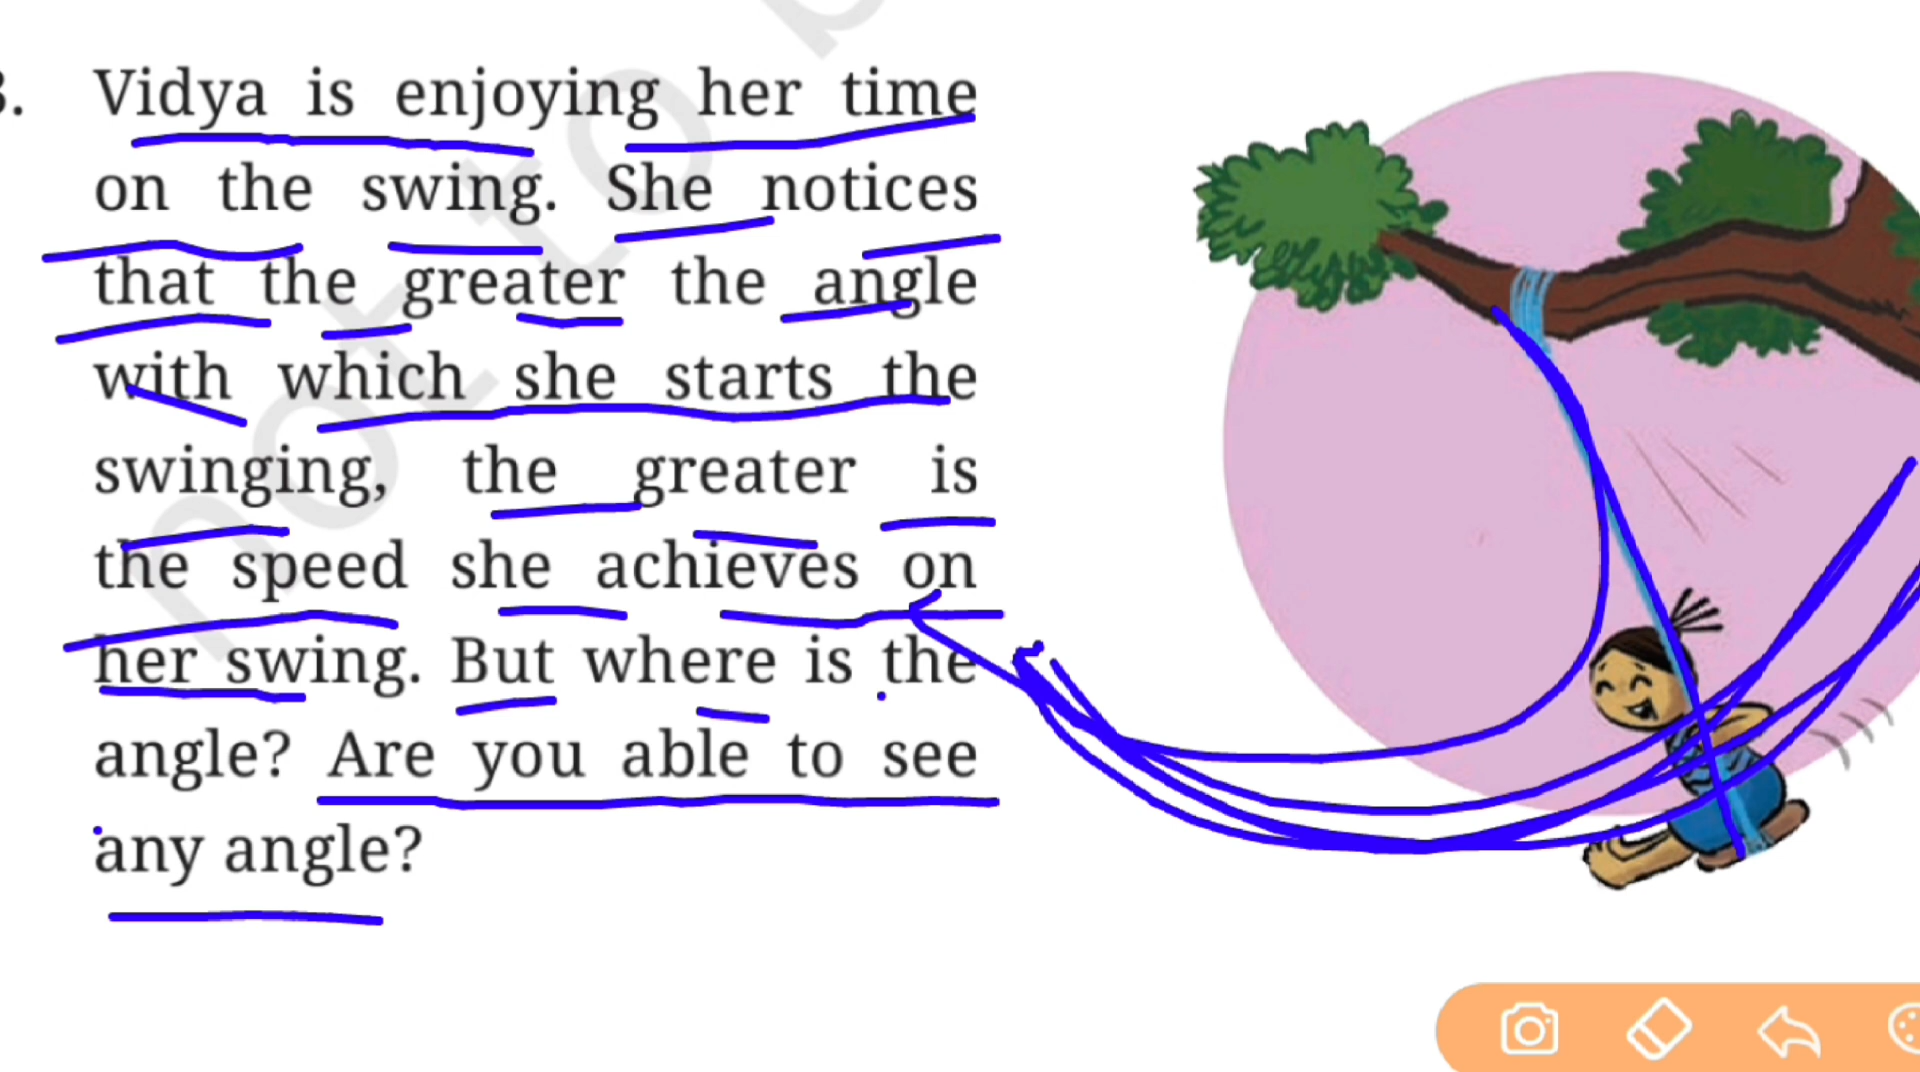 3. Vidya is enjoying her time
on the swing. She notices
that the greater the angle
with which she starts the
swinging, the greater is
the speed she achieves on
her swing. But where is the
angle? Are you able to see
any angle?
not to b